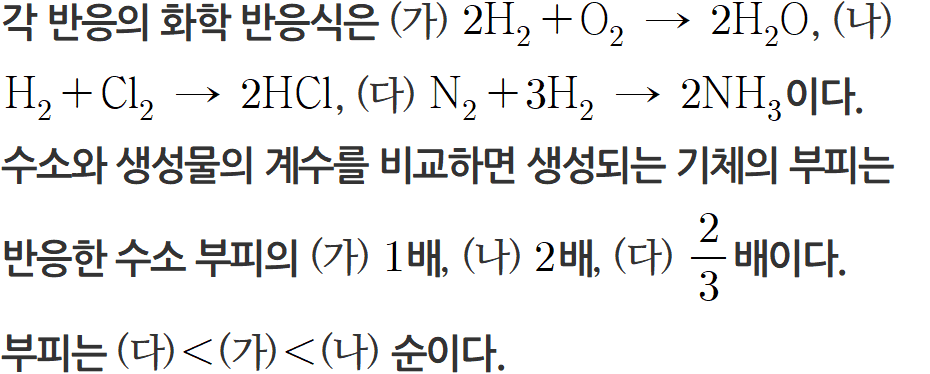 각 반응의 화학 반응식은 (가) 2H₂+O₂ → 2H₂O, (나)
H₂+Cl₂ → 2HCl, (다) N₂+3H₂ → 2NH₃이다.
수소와 생성물의 계수를 비교하면 생성되는 기체의 부피는
반응한 수소 부피의 (가) 1배, (나) 2배, (다) 2/3배이다.
부피는 (다)<(가)<(나) 순이다.